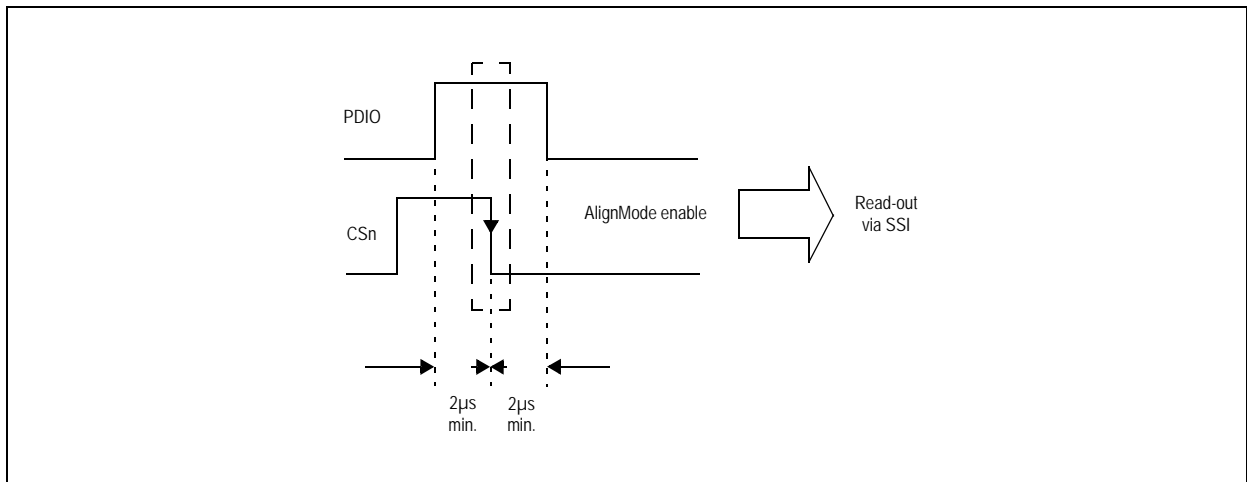 PDIO
CSn
AlignMode enable
Read-out
via SSI
2µs
min.
2µs
min.